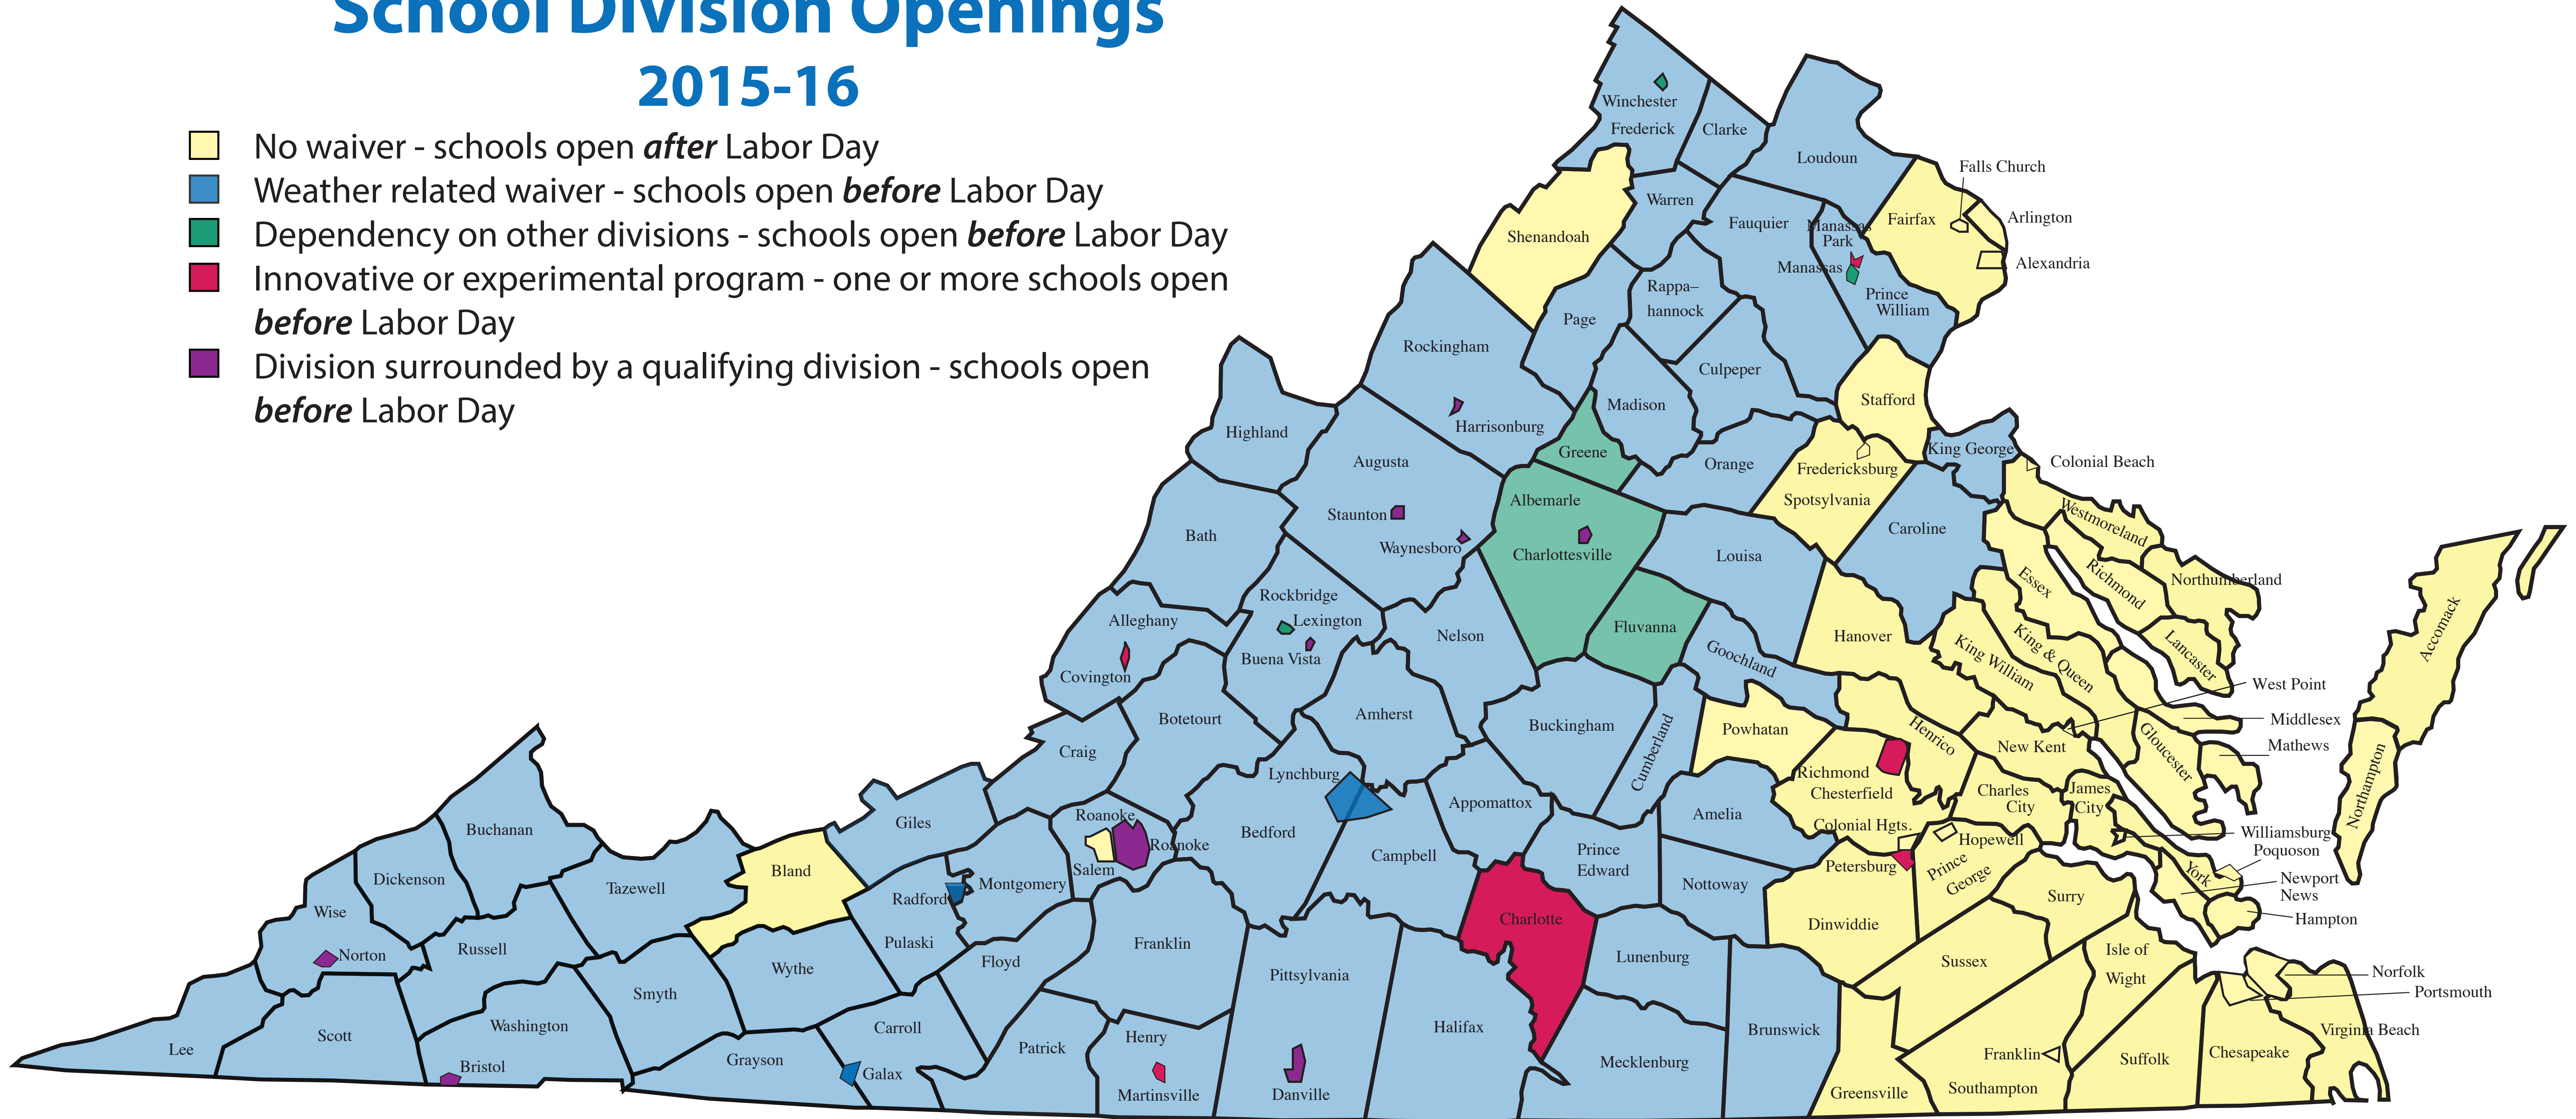 School Division Openings
2015-16
No waiver - schools open after Labor Day
Weather related waiver - schools open before Labor Day
Dependency on other divisions - schools open before Labor Day
Innovative or experimental program - one or more schools open
before Labor Day
Division surrounded by a qualifying division - schools open
before Labor Day
Winchester
Frederick
Clarke
Loudoun
Falls Church
Warren
Shenandoah
Fauquier
Manassas
Park
Fairfax
Arlington
Manassas
Alexandria
Rappa–
hannock
Prince
William
Page
Rockingham
Culpeper
Madison
Stafford
Harrisonburg
Highland
Greene
King George
Augusta
Orange
Fredericksburg
Colonial Beach
Albemarle
Spotsylvania
Staunton
Westmoreland
Caroline
Bath
Waynesboro
Charlottesville
Louisa
Essex
Richmond
Northumberland
Rockbridge
Alleghany
Lexington
Nelson
Fluvanna
Hanover
King William
King & Queen
Lancaster
Accomack
Buena Vista
Goochland
Covington
West Point
Botetourt
Amherst
Buckingham
Cumberland
Powhatan
Henrico
New Kent
Middlesex
Gloucester
Mathews
Craig
Lynchburg
Richmond
Northampton
Chesterfield
Charles
City
James
City
Appomattox
Roanoke
Giles
Amelia
Colonial Hgts.
Buchanan
Bedford
Williamsburg
Hopewell
Roanoke
Poquoson
Prince
Edward
Campbell
Petersburg
Prince
George
Salem
Bland
Dickenson
York
Newport
News
Tazewell
Montgomery
Nottoway
Radford
Surry
Wise
Charlotte
Hampton
Dinwiddie
Pulaski
Franklin
Russell
Norton
Lunenburg
Isle of
Wight
Floyd
Sussex
Wythe
Pittsylvania
Norfolk
Smyth
Portsmouth
Washington
Carroll
Halifax
Brunswick
Virginia Beach
Scott
Henry
Lee
Patrick
Franklin
Chesapeake
Grayson
Suffolk
Mecklenburg
Bristol
Galax
Southampton
Greensville
Martinsville
Danville